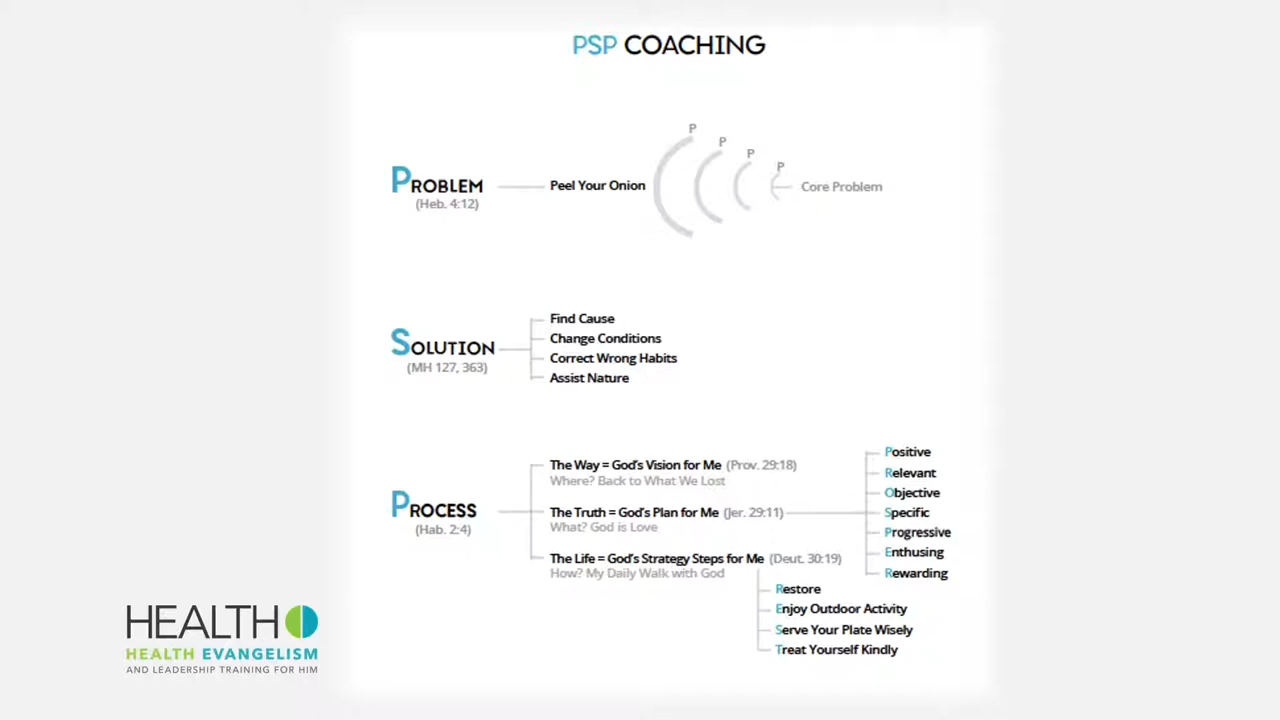 PSP COACHING
P
P
P
P
PROBLEM
(Heb. 4:12)
Peel Your Onion
Core Problem
SOLUTION
(MH 127, 363)
Find Cause
Change Conditions
Correct Wrong Habits
Assist Nature
PROCESS
(Hab. 2:4)
The Way = God's Vision for Me (Prov. 29:18)
Where? Back to What We Lost
The Truth = God's Plan for Me (Jer. 29:11)
What? God is Love
The Life = God's Strategy Steps for Me (Deut. 30:19)
How? My Daily Walk with God
Positive
Relevant
Objective
Specific
Progressive
Enthusing
Rewarding
Restore
Enjoy Outdoor Activity
Serve Your Plate Wisely
Treat Yourself Kindly
HEALTH
HEALTH EVANGELISM
AND LEADERSHIP TRAINING FOR HIM